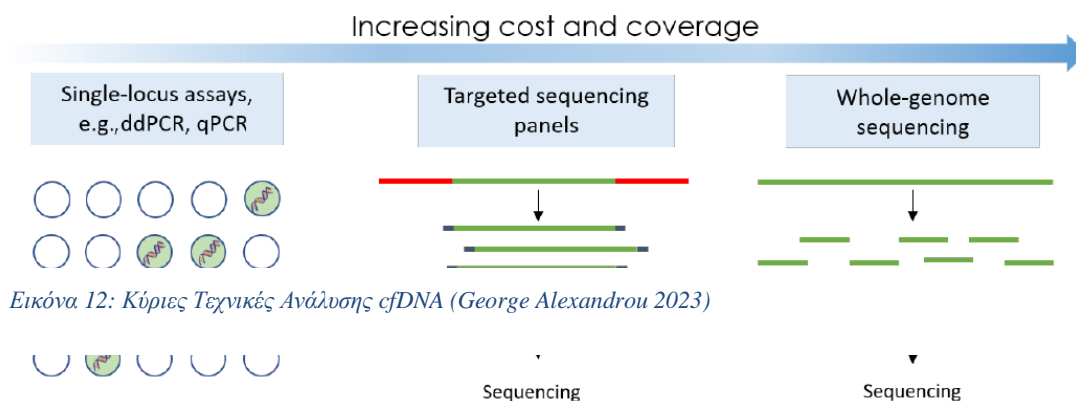 Increasing cost and coverage
Single-locus assays,
e.g.,ddPCR, qPCR
Targeted sequencing
panels
Whole-genome
sequencing
Εικόνα 12: Κύριες Τεχνικές Ανάλυσης cfDNA (George Alexandrou 2023)
Sequencing
Sequencing